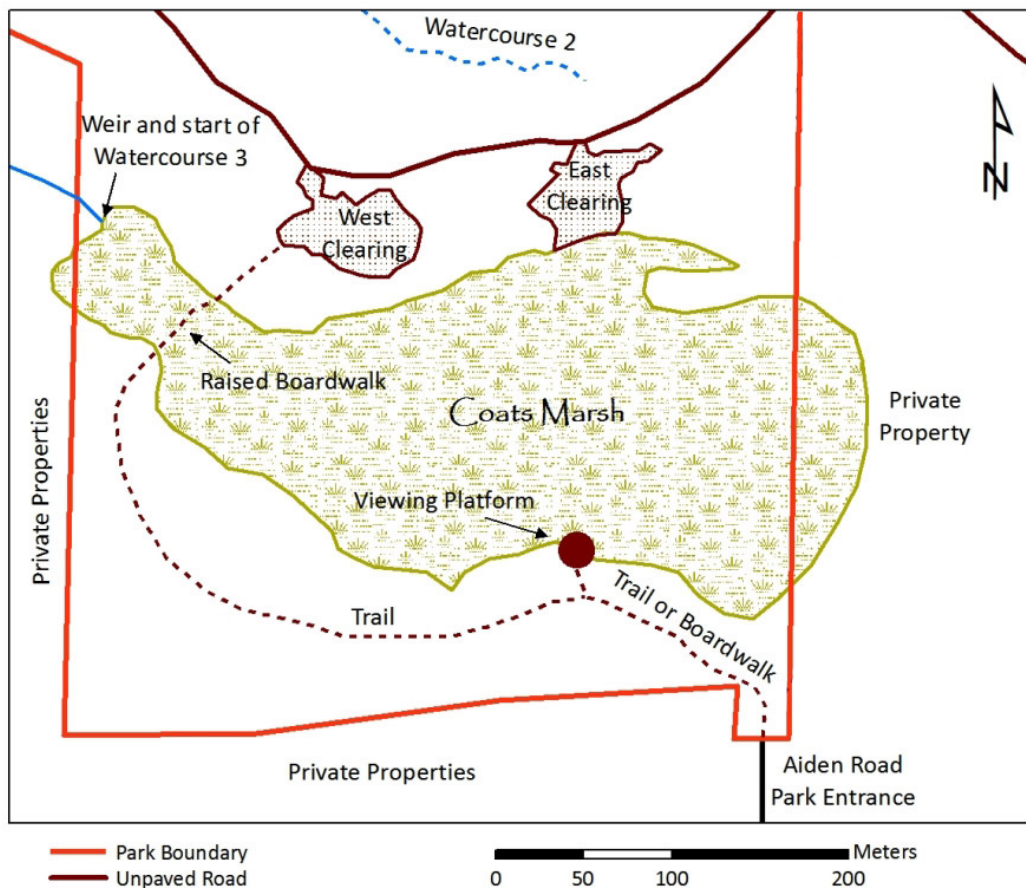 Watercourse 2
Weir and start of
Watercourse 3
N
East
Clearing
West
Clearing
Raised Boardwalk
Coats Marsh
Private
Property
Private Properties
Viewing Platform
Trail
Trail or Boardwalk
Private Properties
Aiden Road
Park Entrance
Park Boundary
Meters
Unpaved Road
0 50 100 200